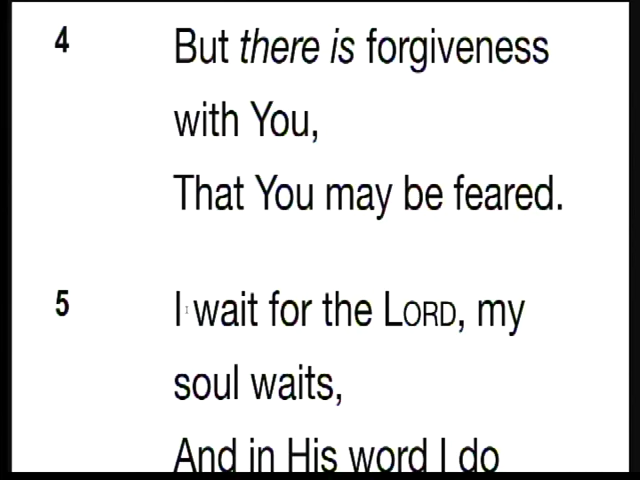 4 But there is forgiveness
with You,
That You may be feared.
5 I wait for the LORD, my
soul waits,
And in His word I do